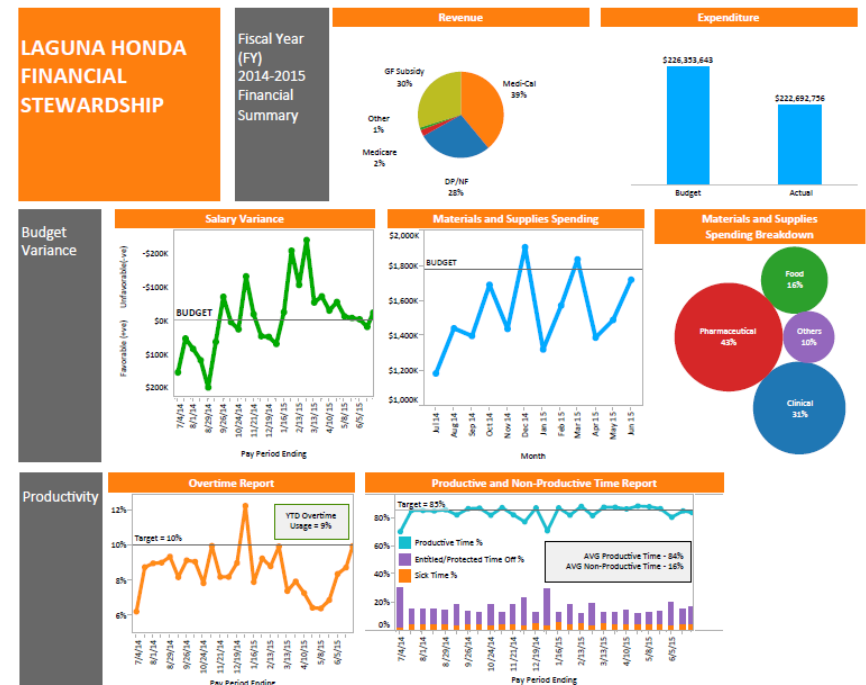 LAGUNA HONDA
FINANCIAL
STEWARDSHIP
Fiscal Year
(FY)
2014-2015
Financial
Summary
Revenue
GF Subsidy
30%
Medi-Cal
39%
Other
1%
Medicare
2%
DP/NF
28%
Expenditure
$226,353,643
$222,692,756
Budget
Actual
Budget
Variance
Salary Variance
Unfavorable(-ve)
Favorable (+ve)
-$200K
-$100K
BUDGET
$0K
$100K
$200K
7/4/14
8/1/14
8/29/14
9/26/14
10/24/14
11/21/14
12/19/14
1/16/15
2/13/15
3/13/15
4/10/15
5/8/15
6/5/15
Pay Period Ending
Materials and Supplies Spending
$2,000K
BUDGET
$1,800K
$1,600K
$1,400K
$1,200K
$1,000K
Jul 14
Aug 14
Sep 14
Oct 14
Nov 14
Dec 14
Jan 15
Feb 15
Mar 15
Apr 15
May 15
Jun 15
Month
Materials and Supplies
Spending Breakdown
Food
16%
Pharmaceutical
43%
Others
10%
Clinical
31%
Productivity
Overtime Report
12%
YTD Overtime
Usage = 9%
Target = 10%
10%
8%
6%
7/4/14
8/1/14
8/29/14
9/26/14
10/24/14
11/21/14
12/19/14
1/16/15
2/13/15
3/13/15
4/10/15
5/8/15
6/5/15
Pay Period Ending
Productive and Non-Productive Time Report
Target = 85%
80%
Productive Time %
Entitled/Protected Time Off %
Sick Time %
AVG Productive Time - 84%
AVG Non-Productive Time - 16%
60%
40%
20%
0%
7/4/14
8/1/14
8/29/14
9/26/14
10/24/14
11/21/14
12/19/14
1/16/15
2/13/15
3/13/15
4/10/15
5/8/15
6/5/15
Pay Period Ending